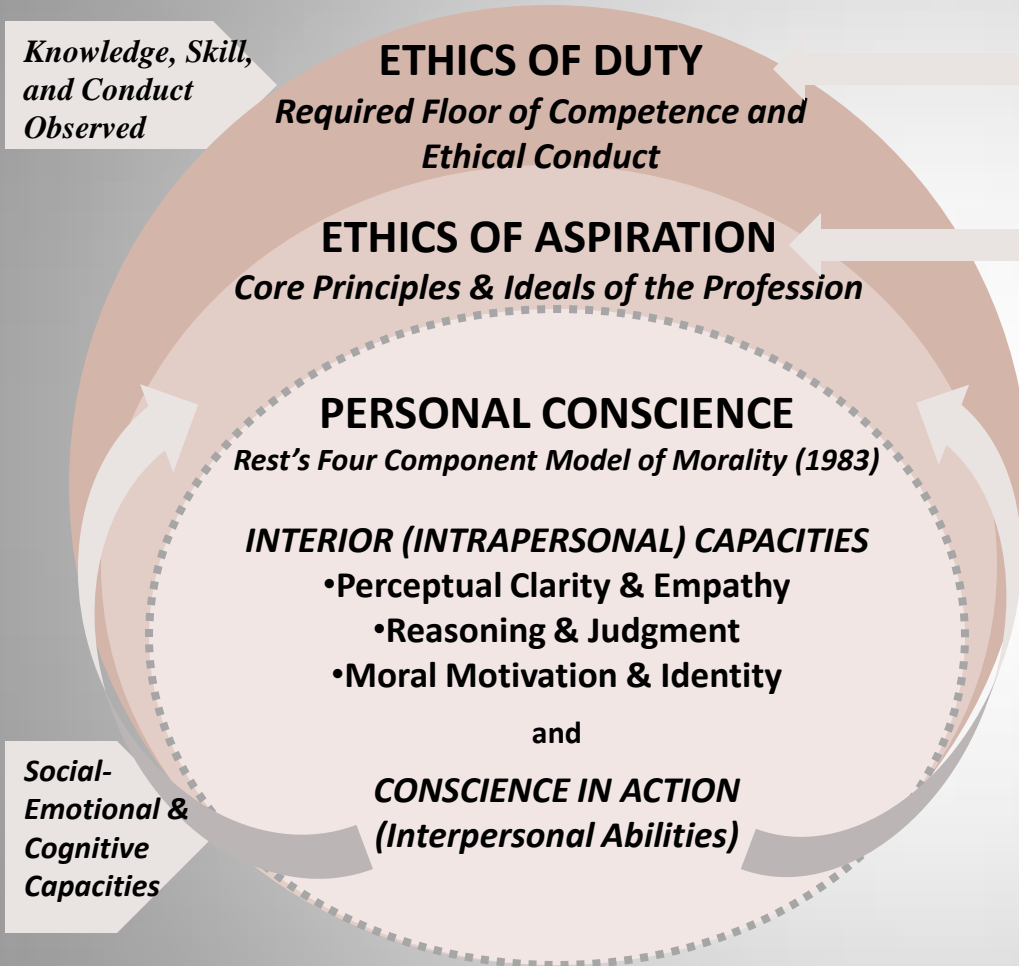 Knowledge, Skill,
and Conduct
Observed
ETHICS OF DUTY
Required Floor of Competence and
Ethical Conduct
ETHICS OF ASPIRATION
Core Principles & Ideals of the Profession
PERSONAL CONSCIENCE
Rest's Four Component Model of Morality (1983)
INTERIOR (INTRAPERSONAL) CAPACITIES
•Perceptual Clarity & Empathy
•Reasoning & Judgment
•Moral Motivation & Identity
and
CONSCIENCE IN ACTION
(Interpersonal Abilities)
Social-
Emotional &
Cognitive
Capacities